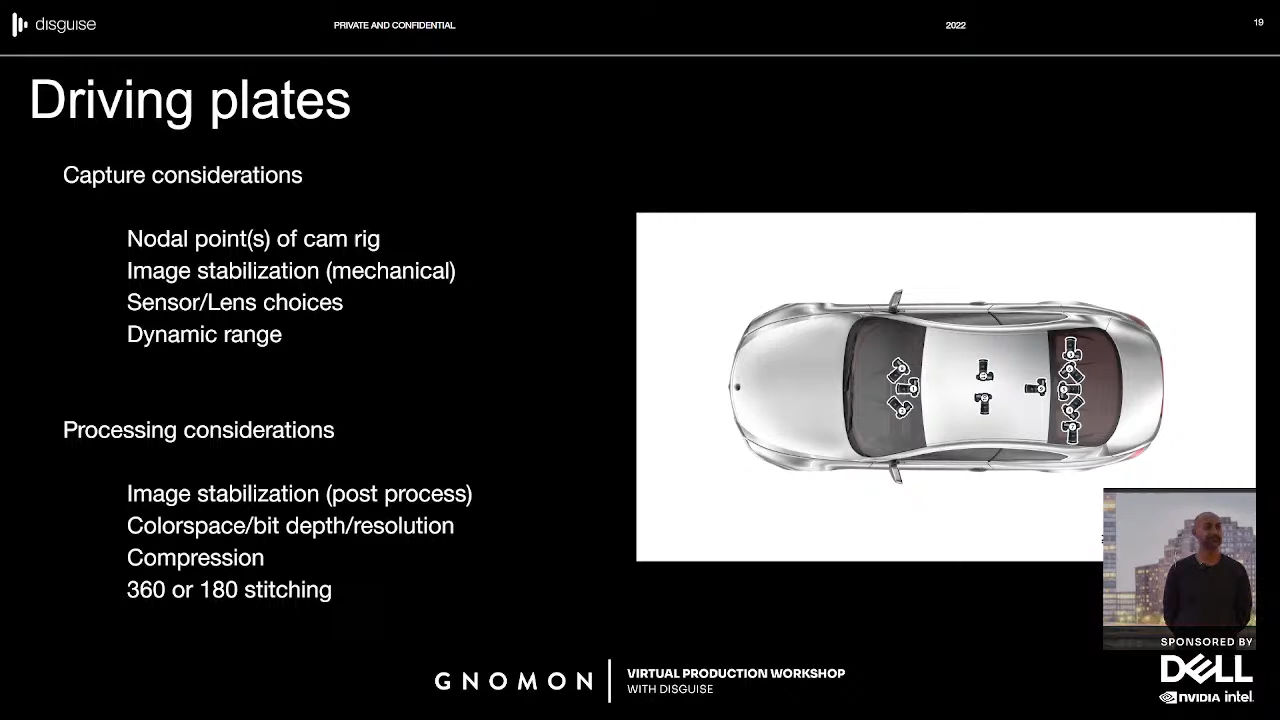 disguise
PRIVATE AND CONFIDENTIAL
2022
19
Driving plates
Capture considerations
Nodal point(s) of cam rig
Image stabilization (mechanical)
Sensor/Lens choices
Dynamic range
Processing considerations
Image stabilization (post process)
Colorspace/bit depth/resolution
Compression
360 or 180 stitching
GNOMON
VIRTUAL PRODUCTION WORKSHOP
WITH DISGUISE
SPONSORED BY
DELL
NVIDIA intel.